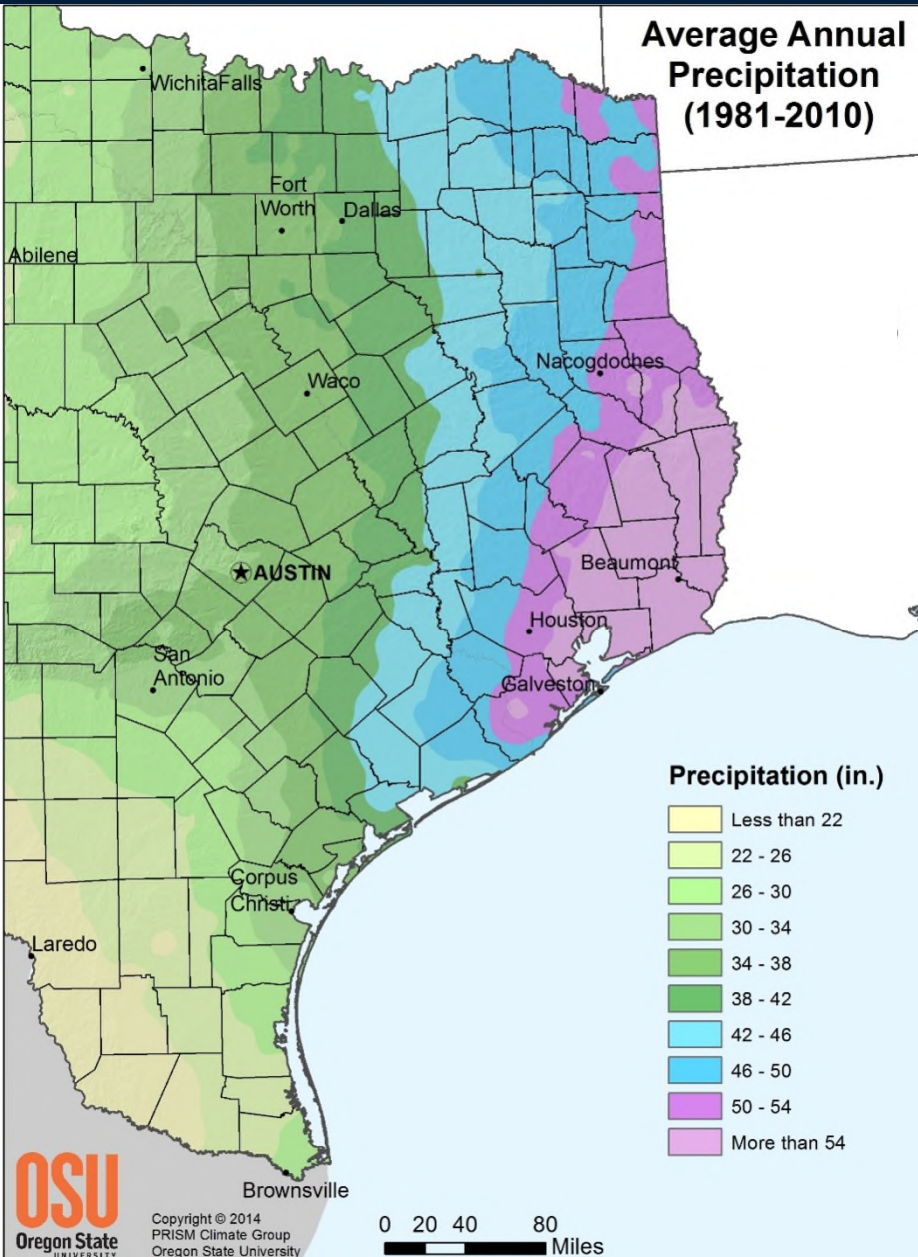 Average Annual
Precipitation
(1981-2010)
WichitaFalls
Fort
Worth
Dallas
Abilene
Waco
Nacogdoches
AUSTIN
Beaumont
Houston
San
Antonio
Galveston
Corpus
Christi
Laredo
Brownsville
Precipitation (in.)
Less than 22
22 - 26
26 - 30
30 - 34
34 - 38
38 - 42
42 - 46
46 - 50
50 - 54
More than 54
OSU
Oregon State
UNIVERSITY
Copyright © 2014
PRISM Climate Group
Oregon State University
0 20 40 80
Miles